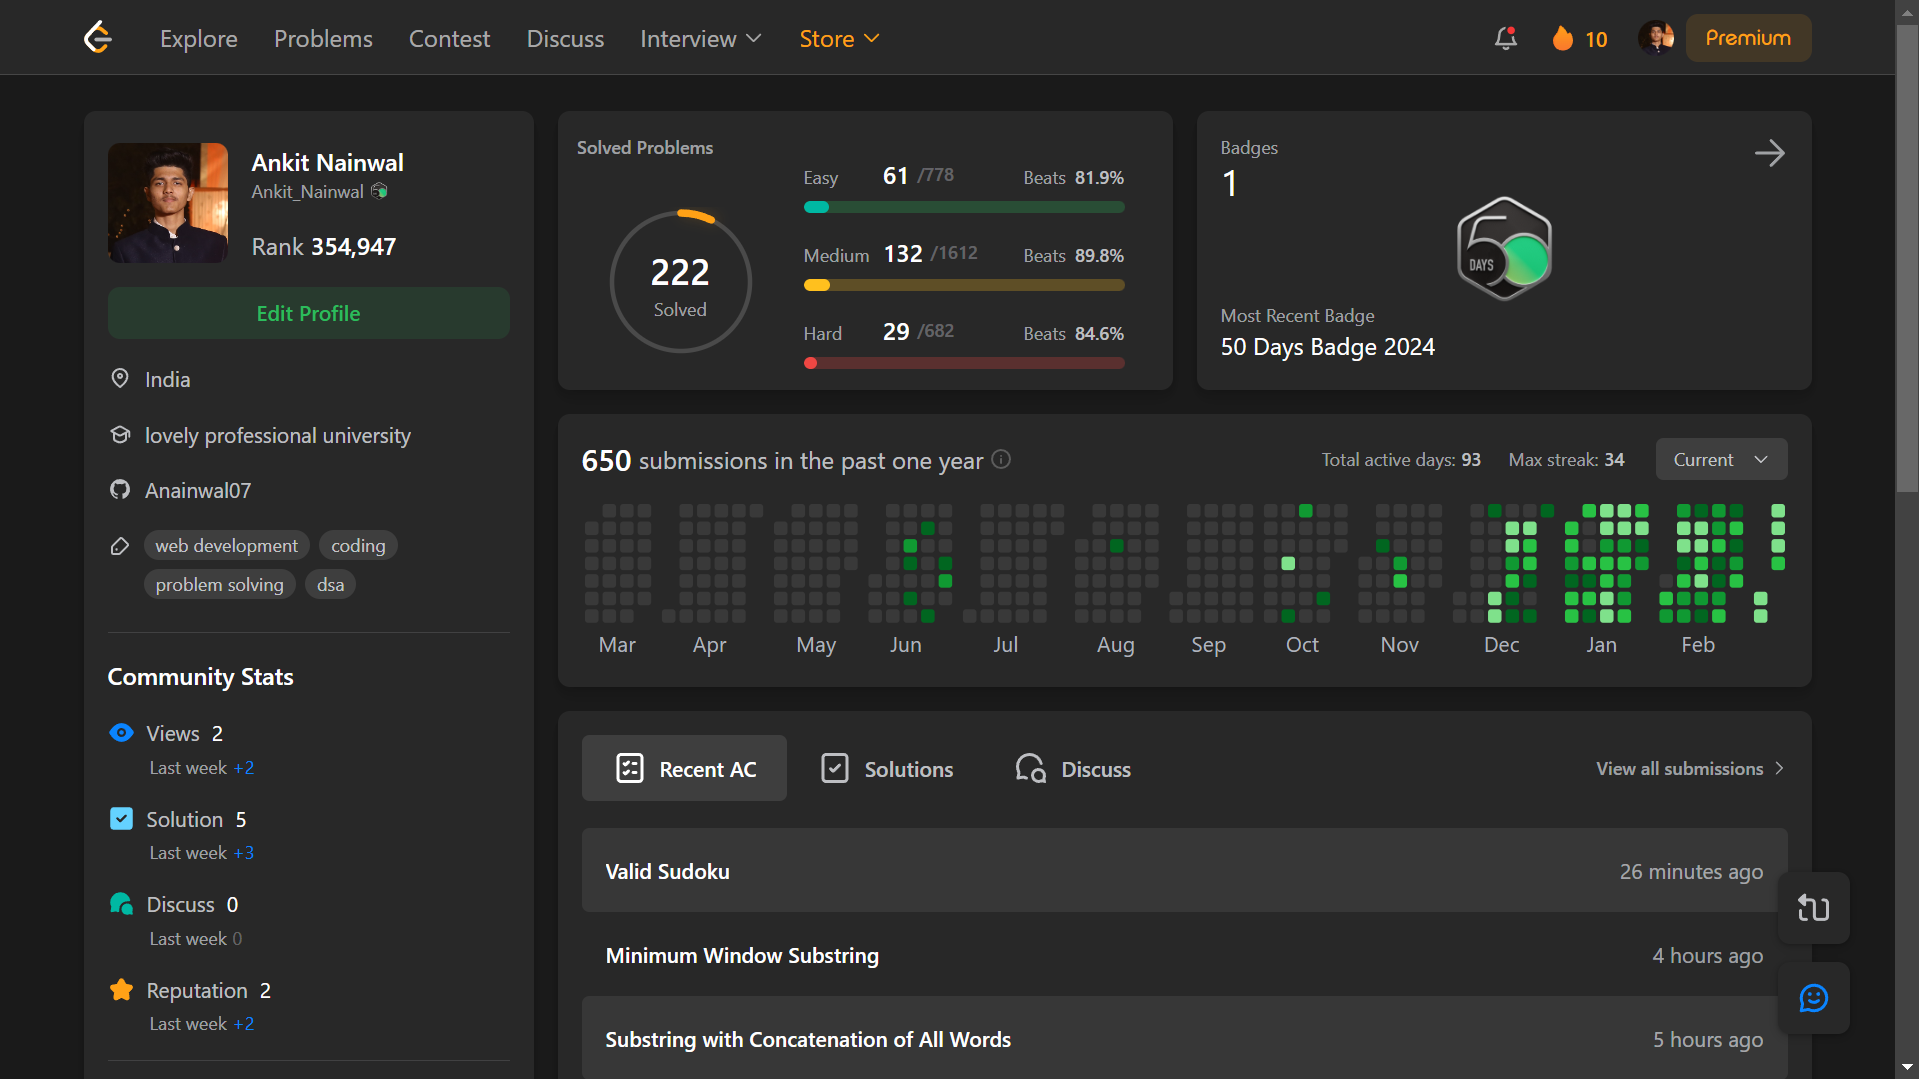 Explore Problems Contest Discuss Interview Store 10 Premium
Ankit Nainwal
Ankit_Nainwal
Rank 354,947
Edit Profile
India
lovely professional university
Anainwal07
web development coding
problem solving dsa
Community Stats
Views 2
Last week +2
Solution 5
Last week +3
Discuss 0
Last week 0
Reputation 2
Last week +2
Solved Problems
222
Solved
Easy 61 /778 Beats 81.9%
Medium 132 /1612 Beats 89.8%
Hard 29 /682 Beats 84.6%
Badges
1
50
DAYS
Most Recent Badge
50 Days Badge 2024
650 submissions in the past one year Total active days: 93 Max streak: 34 Current
Mar Apr May Jun Jul Aug Sep Oct Nov Dec Jan Feb
Recent AC Solutions Discuss View all submissions
Valid Sudoku 26 minutes ago
Minimum Window Substring 4 hours ago
Substring with Concatenation of All Words 5 hours ago